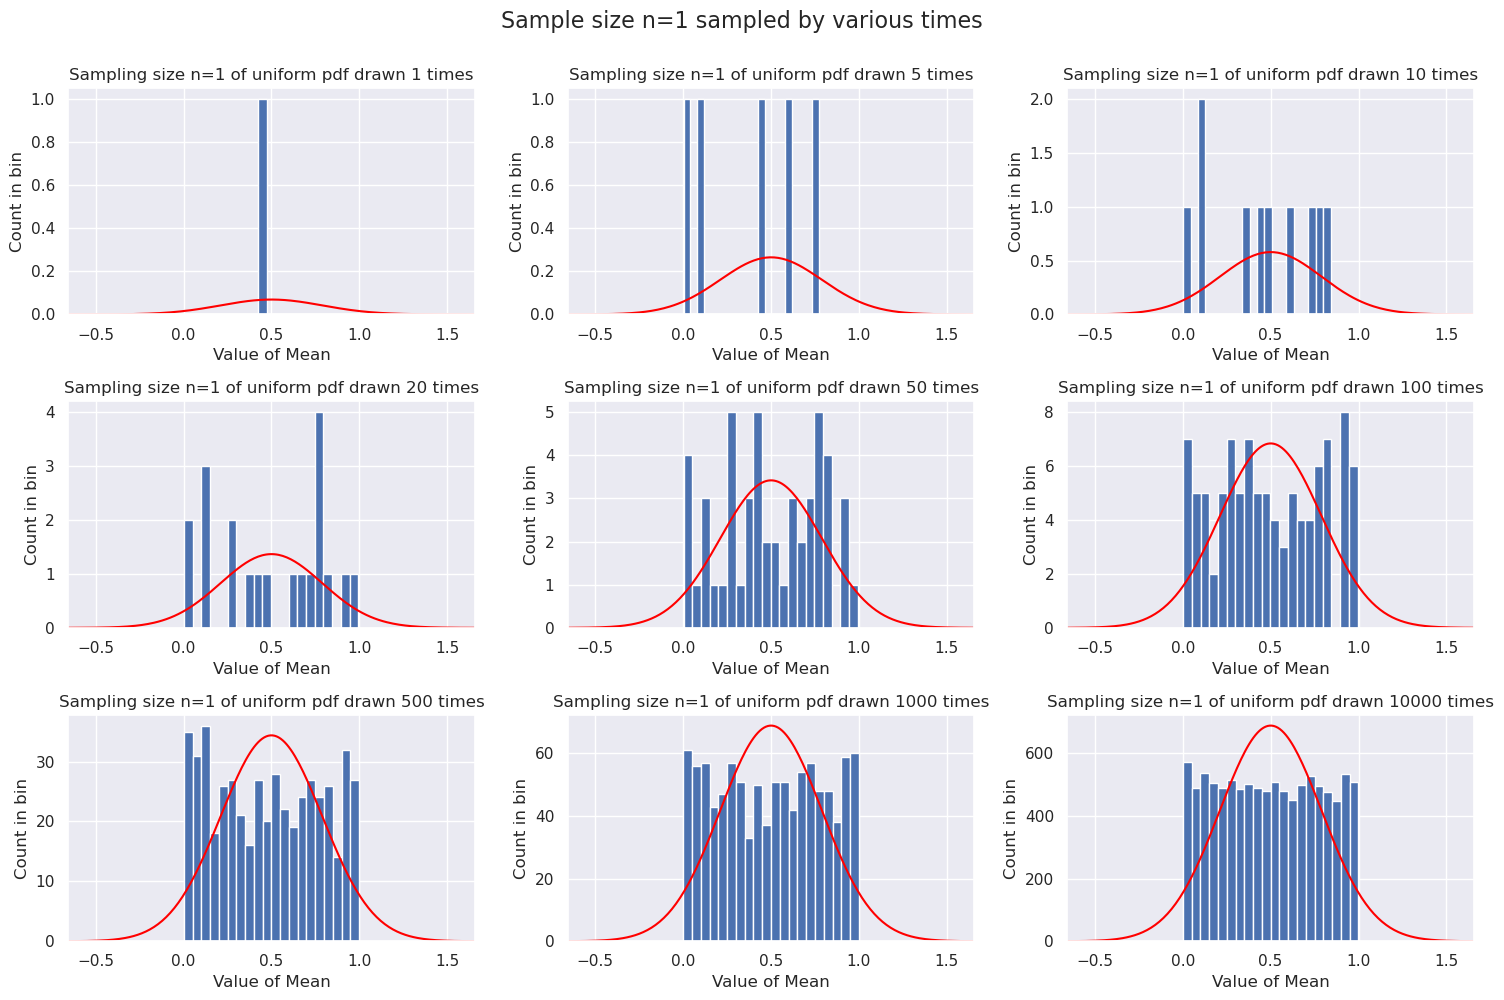 Sample size n=1 sampled by various times
Sampling size n=1 of uniform pdf drawn 1 times
1.0
0.8
0.6
0.4
0.2
0.0
Count in bin
−0.5 0.0 0.5 1.0 1.5
Value of Mean
Sampling size n=1 of uniform pdf drawn 5 times
1.0
0.8
0.6
0.4
0.2
0.0
Count in bin
−0.5 0.0 0.5 1.0 1.5
Value of Mean
Sampling size n=1 of uniform pdf drawn 10 times
2.0
1.5
1.0
0.5
0.0
Count in bin
−0.5 0.0 0.5 1.0 1.5
Value of Mean
Sampling size n=1 of uniform pdf drawn 20 times
4
3
2
1
0
Count in bin
−0.5 0.0 0.5 1.0 1.5
Value of Mean
Sampling size n=1 of uniform pdf drawn 50 times
5
4
3
2
1
0
Count in bin
−0.5 0.0 0.5 1.0 1.5
Value of Mean
Sampling size n=1 of uniform pdf drawn 100 times
8
6
4
2
0
Count in bin
−0.5 0.0 0.5 1.0 1.5
Value of Mean
Sampling size n=1 of uniform pdf drawn 500 times
30
20
10
0
Count in bin
−0.5 0.0 0.5 1.0 1.5
Value of Mean
Sampling size n=1 of uniform pdf drawn 1000 times
60
40
20
0
Count in bin
−0.5 0.0 0.5 1.0 1.5
Value of Mean
Sampling size n=1 of uniform pdf drawn 10000 times
600
400
200
0
Count in bin
−0.5 0.0 0.5 1.0 1.5
Value of Mean